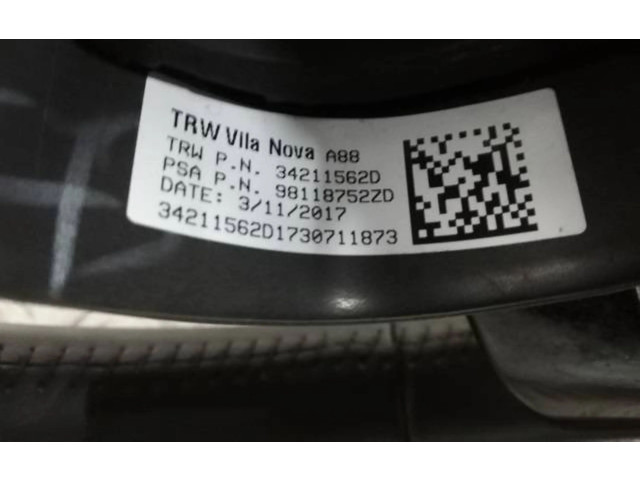 TRW Vila Nova A88
TRW P.N. 34211562D
PSA P.N. 98118752ZD
DATE: 3/11/2017
34211562D1730711873